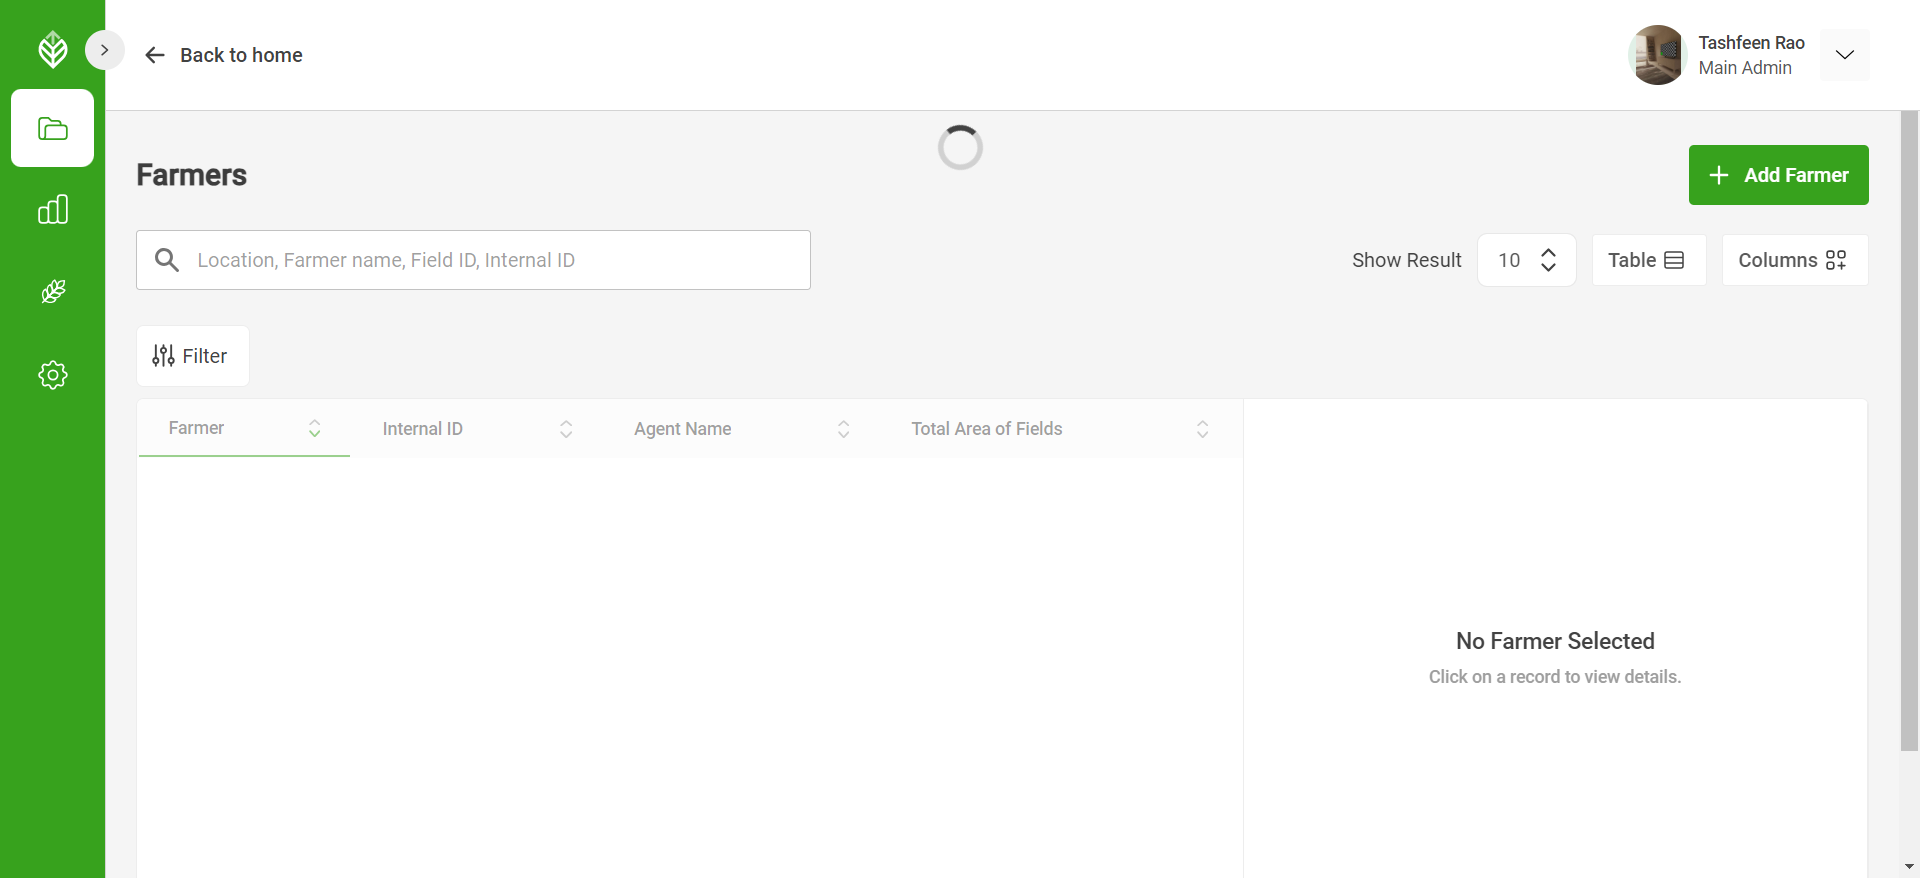 Back to home
Tashfeen Rao
Main Admin
Farmers
Add Farmer
Location, Farmer name, Field ID, Internal ID
Show Result 10 Table Columns
Filter
Farmer Internal ID Agent Name Total Area of Fields
No Farmer Selected
Click on a record to view details.